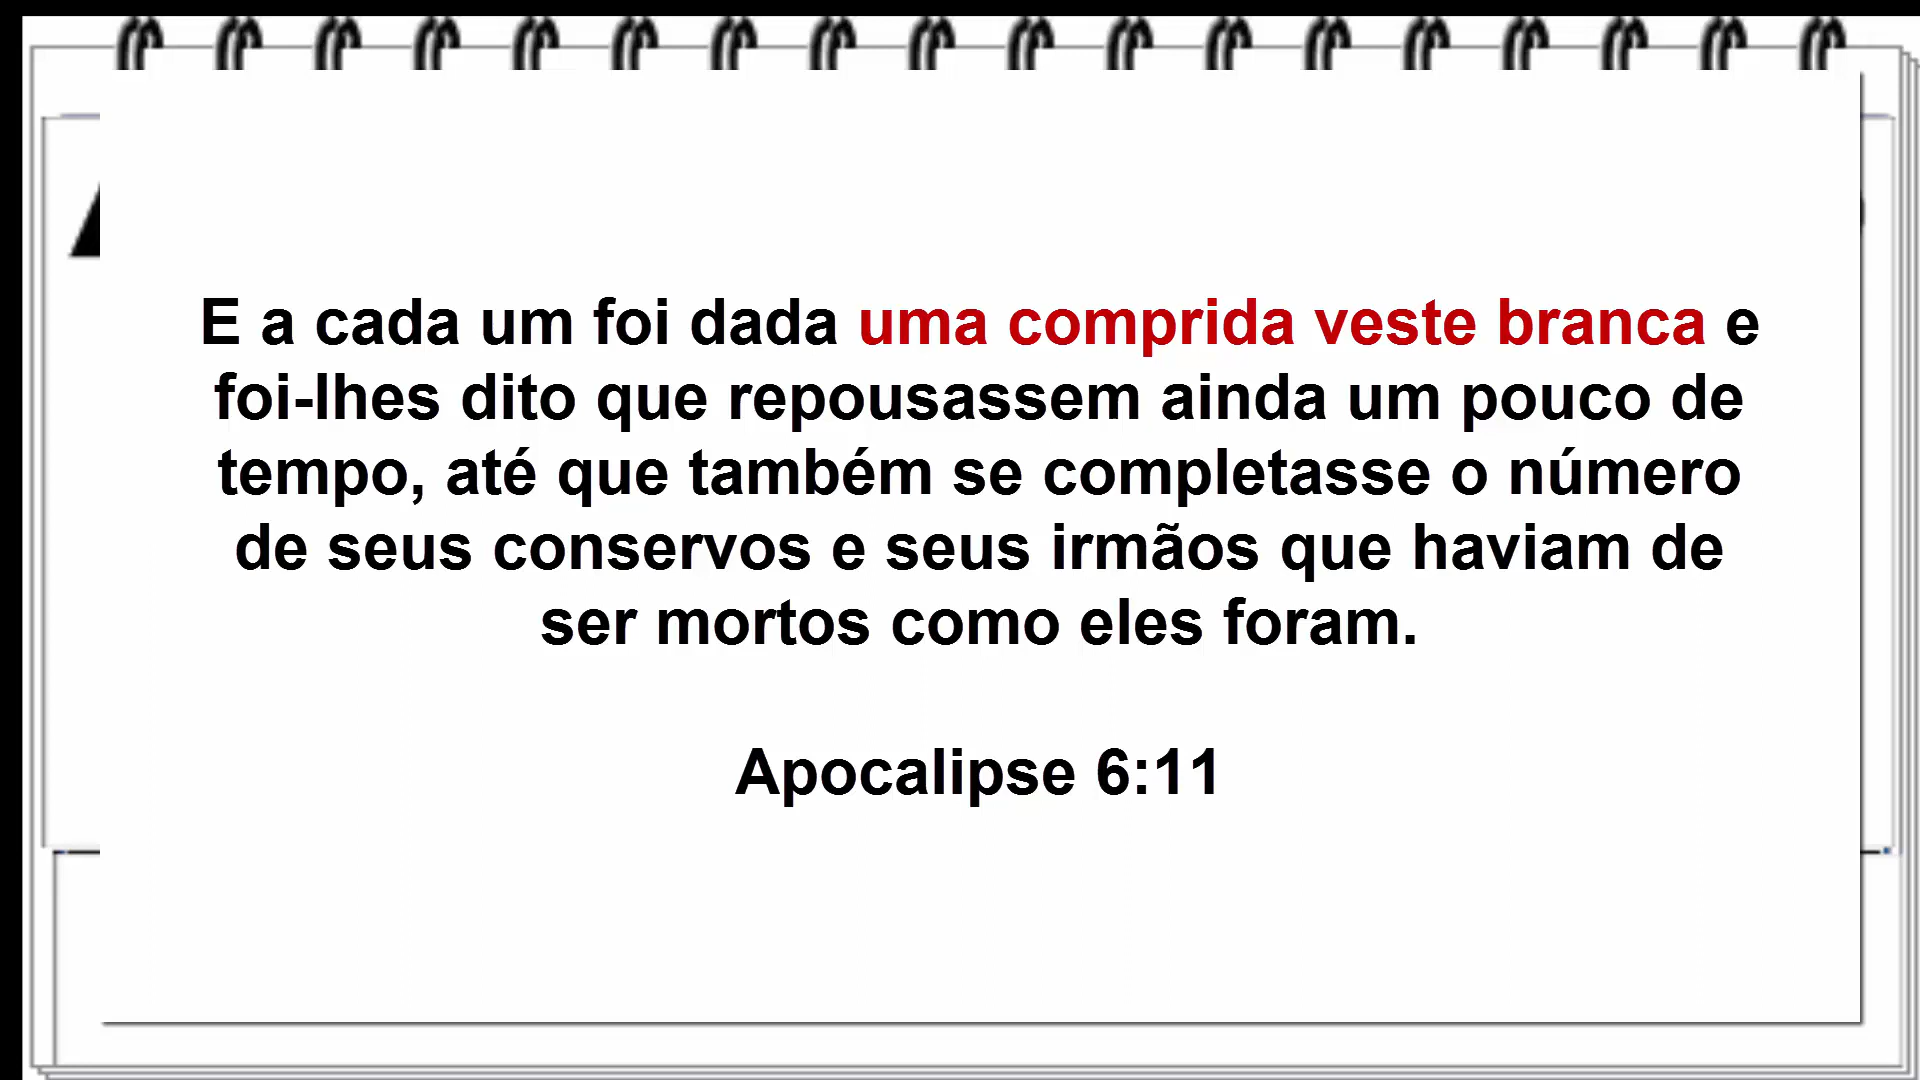 E a cada um foi dada uma comprida veste branca e
foi-lhes dito que repousassem ainda um pouco de
tempo, até que também se completasse o número
de seus conservos e seus irmãos que haviam de
ser mortos como eles foram.
Apocalipse 6:11